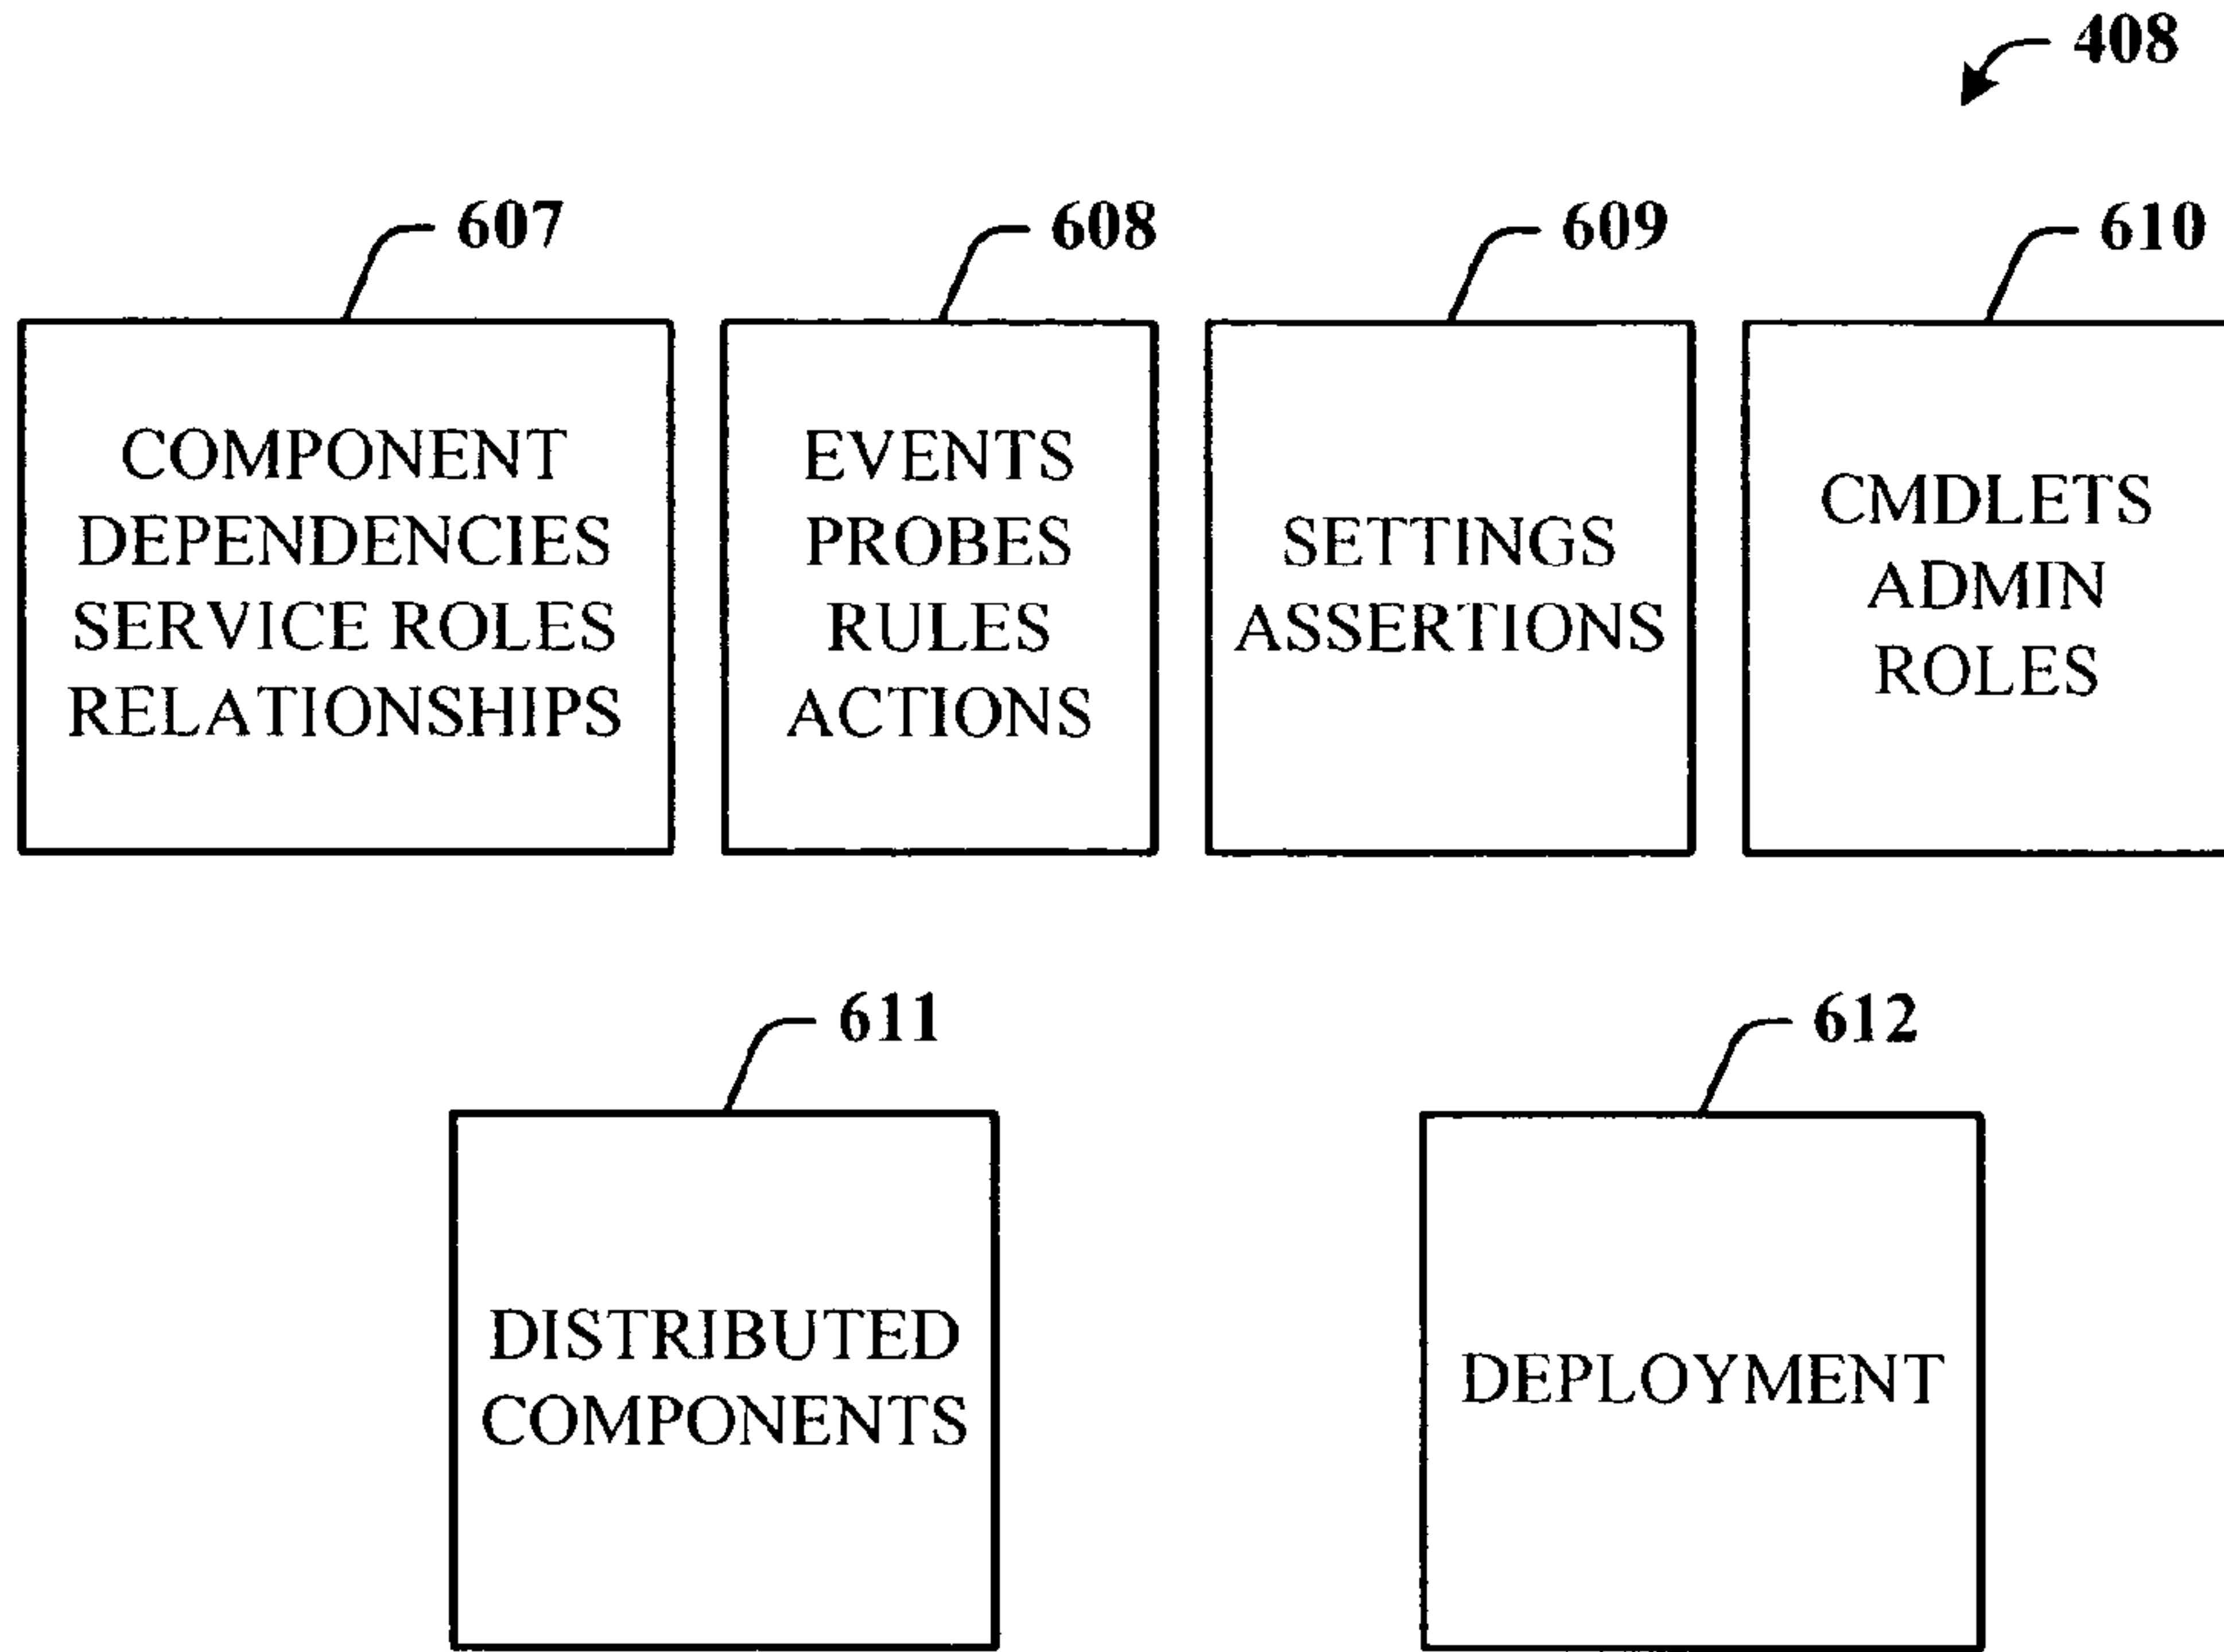 408
607
608
609
610
COMPONENT
DEPENDENCIES
SERVICE ROLES
RELATIONSHIPS
EVENTS
PROBES
RULES
ACTIONS
SETTINGS
ASSERTIONS
CMDLETS
ADMIN
ROLES
611
612
DISTRIBUTED
COMPONENTS
DEPLOYMENT